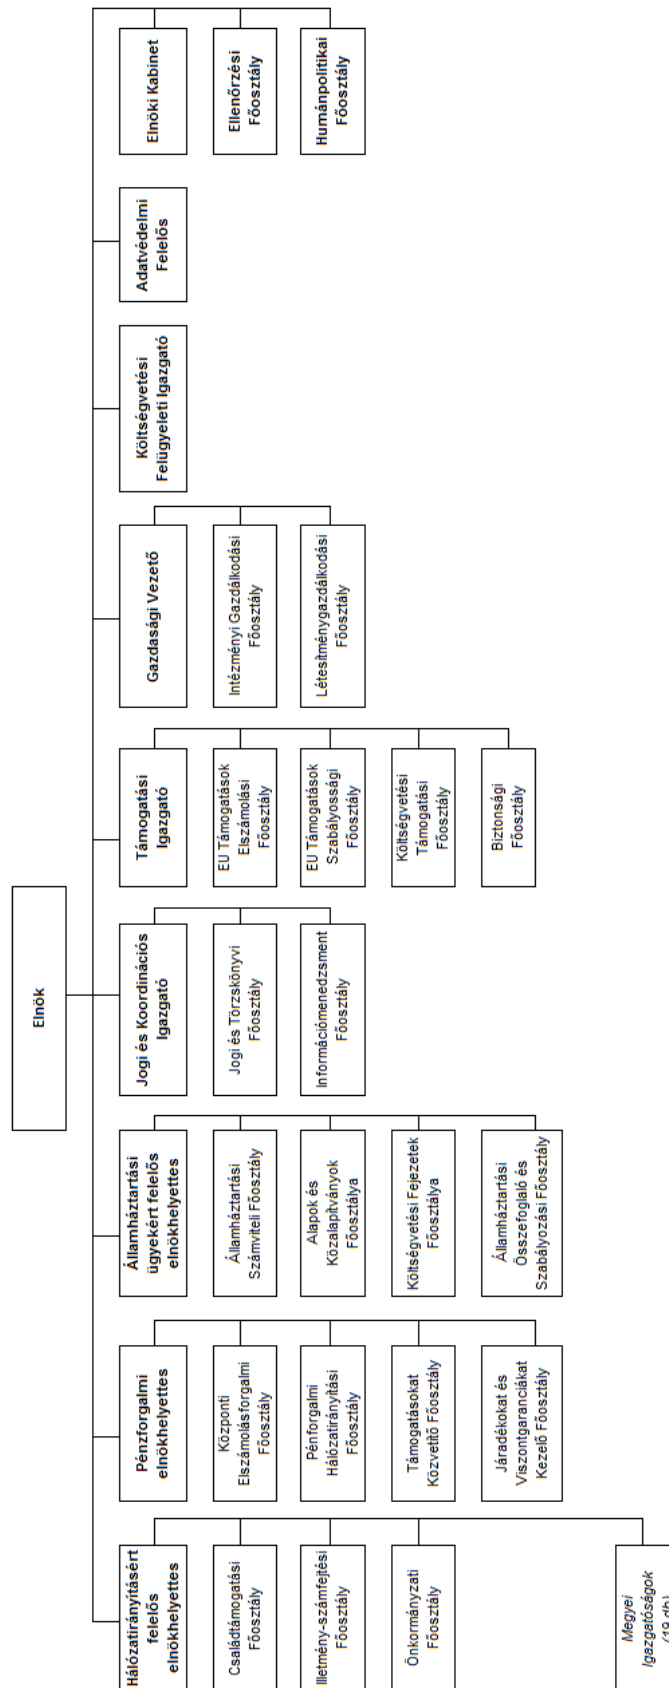 Elnök
Hálózatirányításért
felelős
elnökhelyettes
Családtámogatási
Főosztály
Illetmény-számfejtési
Főosztály
Önkormányzati
Főosztály
Megyei
Igazgatóságok
(19 db)
Pénzforgalmi
elnökhelyettes
Központi
Elszámolásforgalmi
Főosztály
Pénforgalmi
Hálózatirányítási
Főosztály
Támogatásokat
Közvetítő Főosztály
Járadékokat és
Viszontgaranciákat
Kezelő Főosztály
Államháztartási
ügyekért felelős
elnökhelyettes
Államháztartási
Számviteli Főosztály
Alapok és
Közalapítványok
Főosztálya
Költségvetési Fejezetek
Főosztálya
Államháztartási
Összefoglaló és
Szabályozási Főosztály
Jogi és Koordinációs
Igazgató
Jogi és Törzskönyvi
Főosztály
Információmenedzsment
Főosztály
Támogatási
Igazgató
EU Támogatások
Elszámolási
Főosztály
EU Támogatások
Szabályossági
Főosztály
Költségvetési
Támogatási
Főosztály
Biztonsági
Főosztály
Gazdasági Vezető
Intézményi Gazdálkodási
Főosztály
Létesítménygazdálkodási
Főosztály
Költségvetési
Felügyeleti Igazgató
Adatvédelmi
Felelős
Elnöki Kabinet
Ellenőrzési
Főosztály
Humánpolitikai
Főosztály